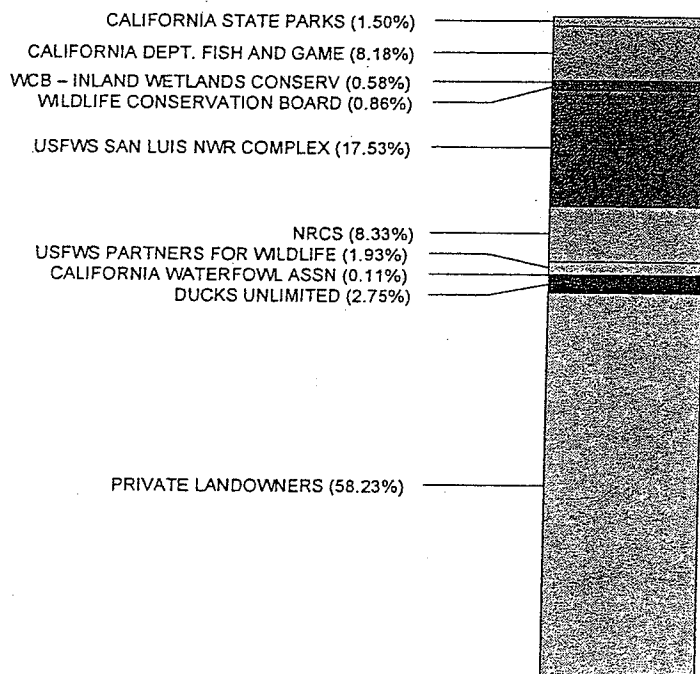 CALIFORNIA STATE PARKS (1.50%)
CALIFORNIA DEPT. FISH AND GAME (8.18%)
WCB – INLAND WETLANDS CONSERV (0.58%)
WILDLIFE CONSERVATION BOARD (0.86%)
USFWS SAN LUIS NWR COMPLEX (17.53%)
NRCS (8.33%)
USFWS PARTNERS FOR WILDLIFE (1.93%)
CALIFORNIA WATERFOWL ASSN (0.11%)
DUCKS UNLIMITED (2.75%)
PRIVATE LANDOWNERS (58.23%)